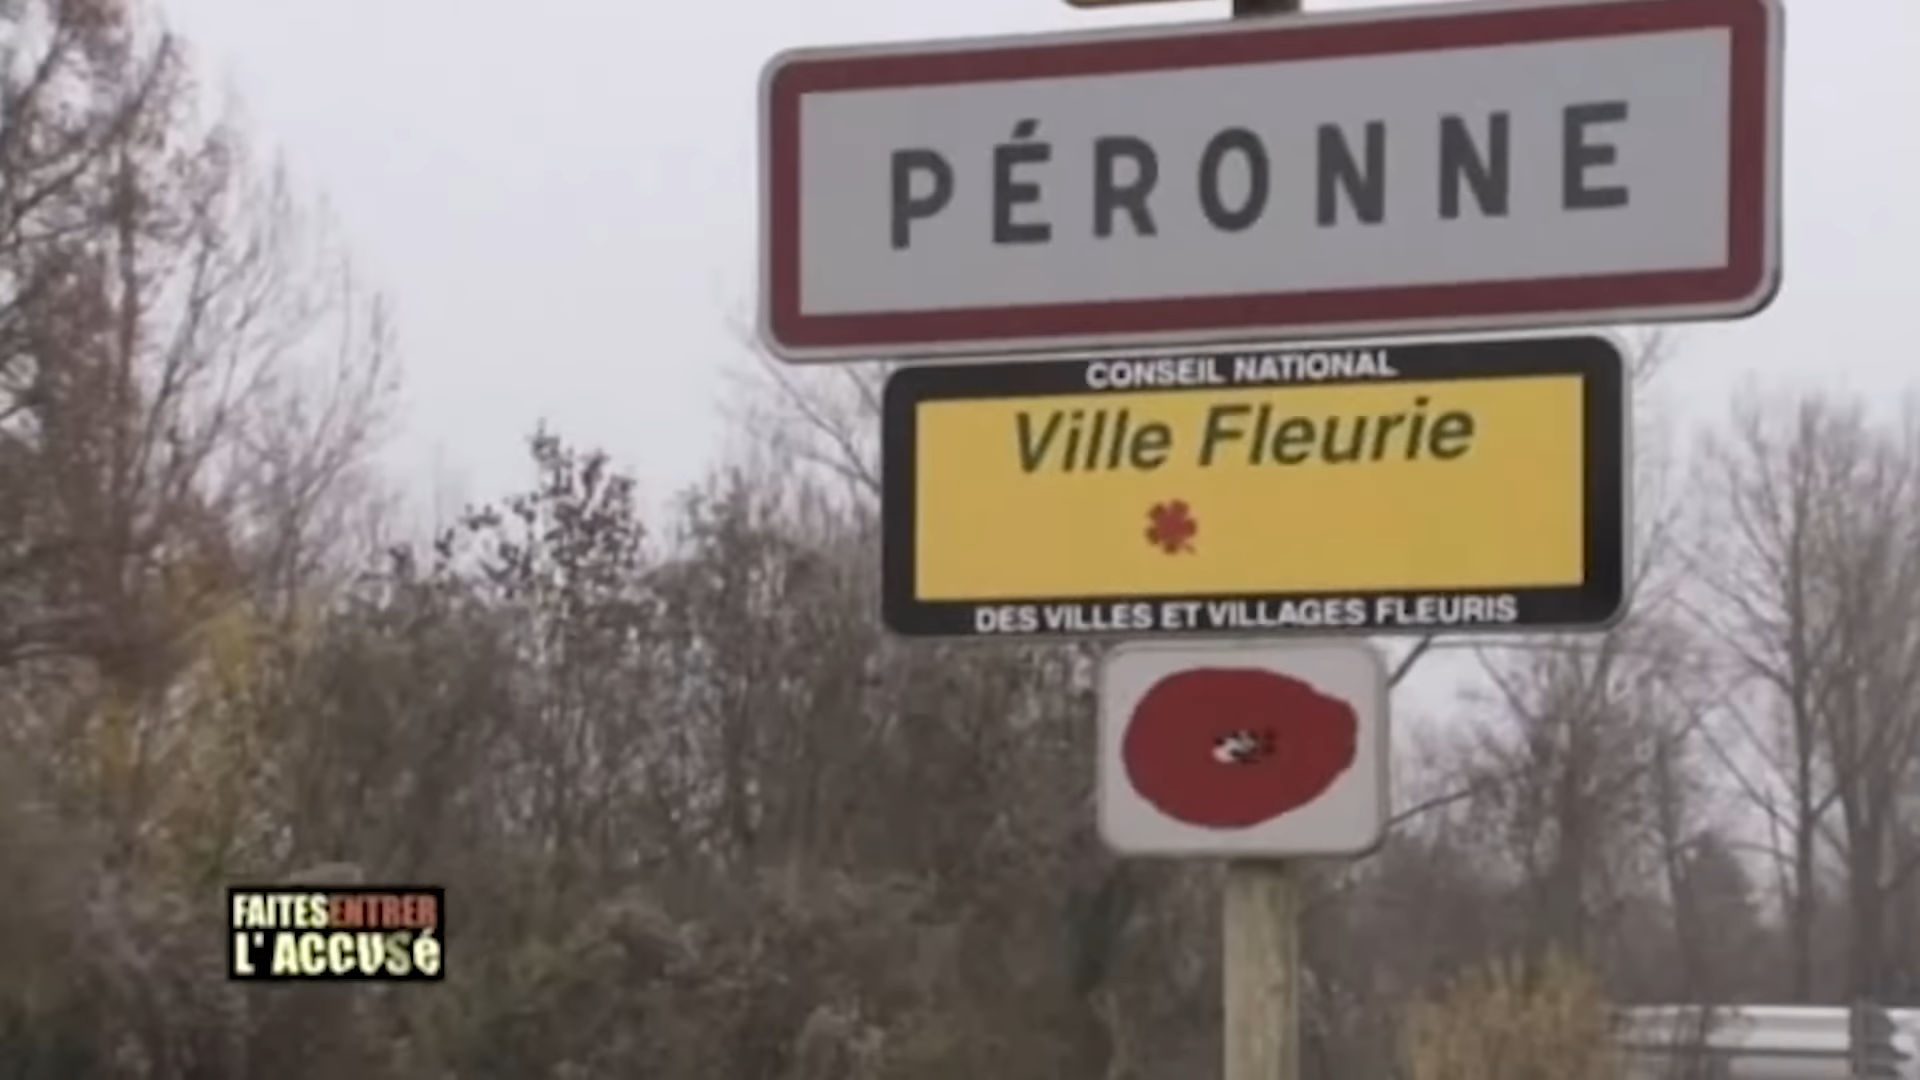 PÉRONNE
CONSEIL NATIONAL
Ville Fleurie
DES VILLES ET VILLAGES FLEURIS
FAITES ENTRER
L'ACCUSé